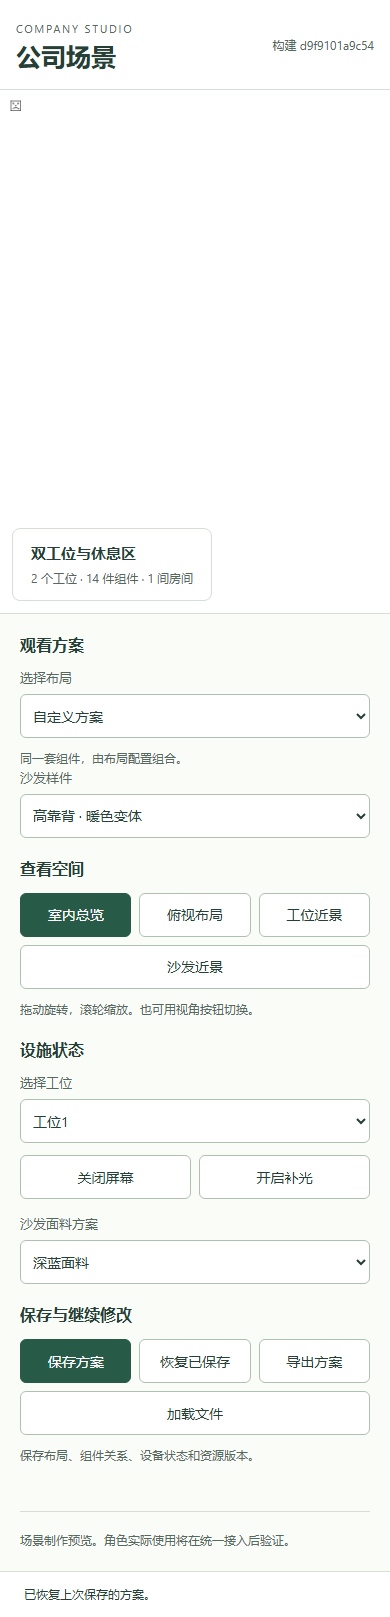 COMPANY STUDIO
公司场景
构建 d9f9101a9c54
双工位与休息区
2 个工位 · 14 件组件 · 1 间房间
观看方案
选择布局
自定义方案
同一套组件，由布局配置组合。
沙发样件
高靠背 · 暖色变体
查看空间
室内总览
俯视布局
工位近景
沙发近景
拖动旋转，滚轮缩放。也可用视角按钮切换。
设施状态
选择工位
工位1
关闭屏幕
开启补光
沙发面料方案
深蓝面料
保存与继续修改
保存方案
恢复已保存
导出方案
加载文件
保存布局、组件关系、设备状态和资源版本。
场景制作预览。角色实际使用将在统一接入后验证。
已恢复上次保存的方案。